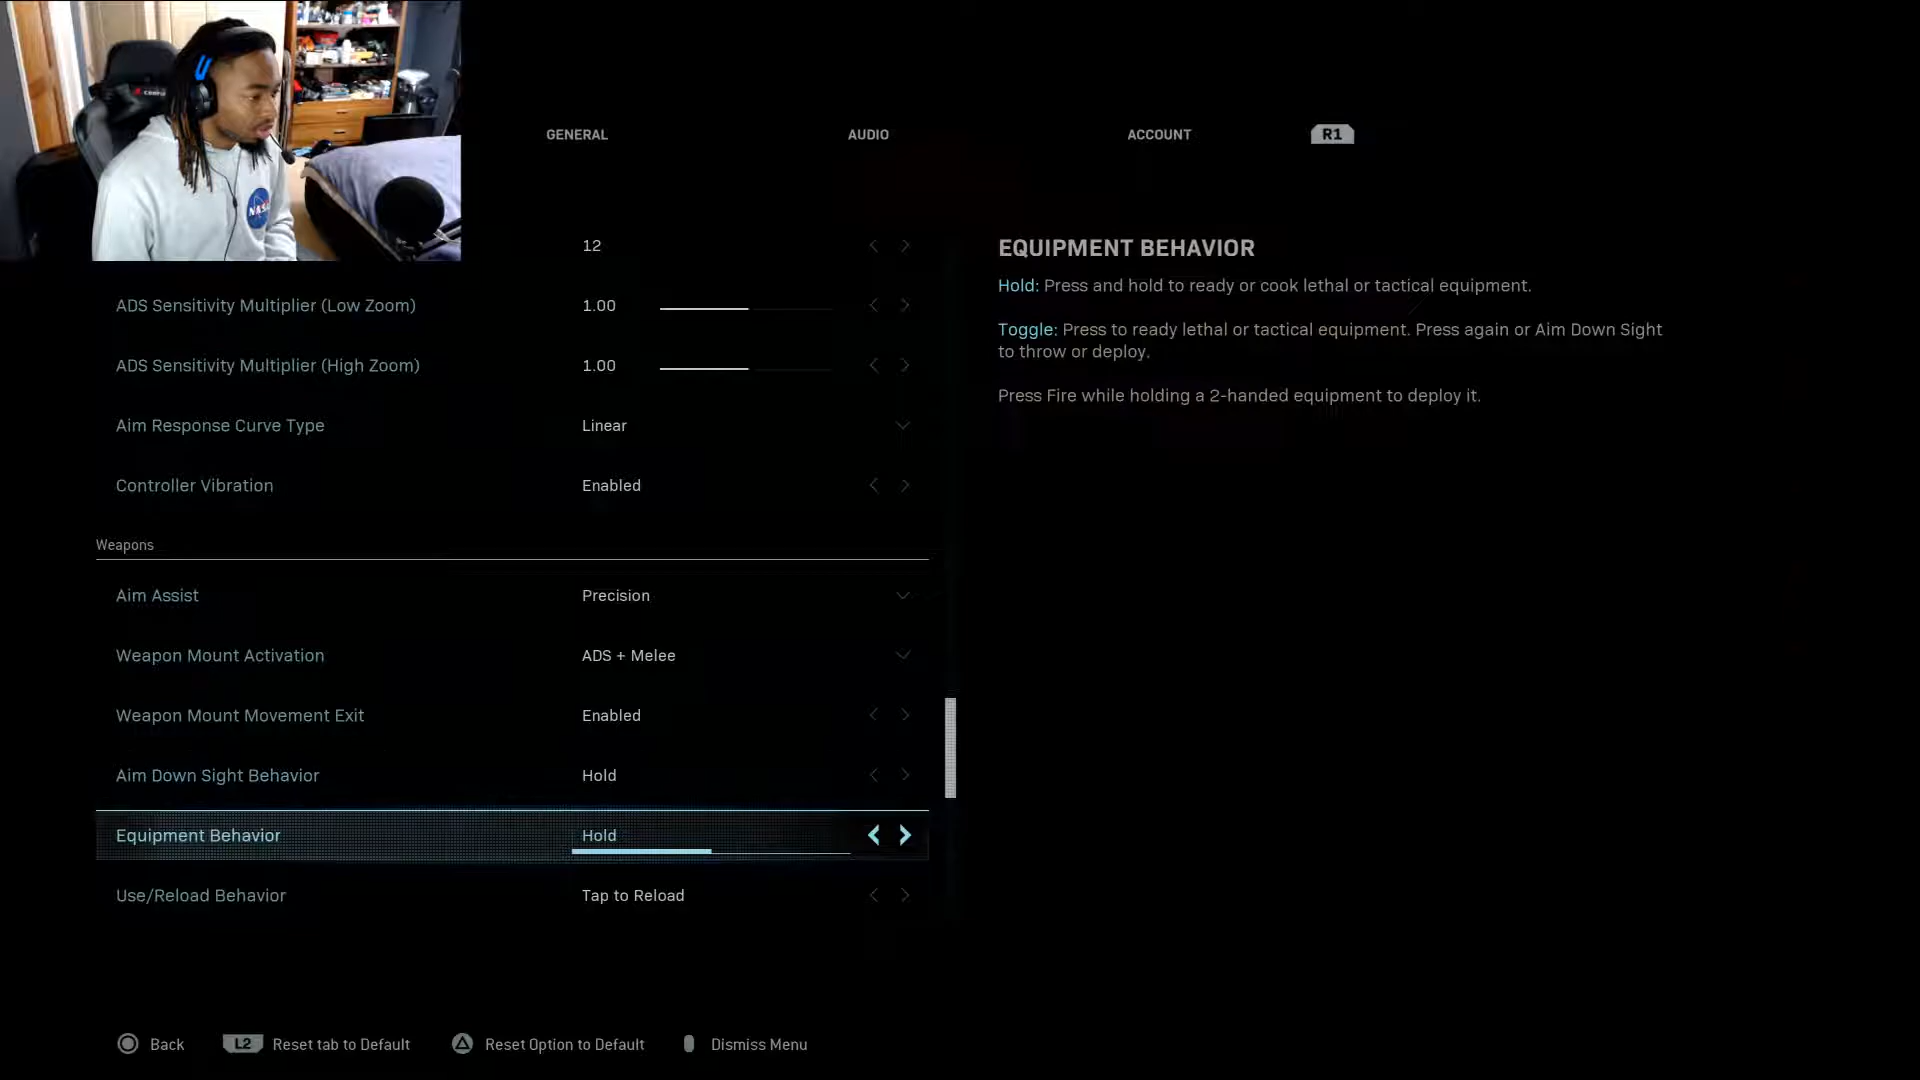 NASA
GENERAL
AUDIO
ACCOUNT
R1
12
ADS Sensitivity Multiplier (Low Zoom)
1.00
ADS Sensitivity Multiplier (High Zoom)
1.00
Aim Response Curve Type
Linear
Controller Vibration
Enabled
Weapons
Aim Assist
Precision
Weapon Mount Activation
ADS + Melee
Weapon Mount Movement Exit
Enabled
Aim Down Sight Behavior
Hold
Equipment Behavior
Hold
Use/Reload Behavior
Tap to Reload
EQUIPMENT BEHAVIOR
Hold: Press and hold to ready or cook lethal or tactical equipment.
Toggle: Press to ready lethal or tactical equipment. Press again or Aim Down Sight
to throw or deploy.
Press Fire while holding a 2-handed equipment to deploy it.
Back
L2 Reset tab to Default
Reset Option to Default
Dismiss Menu